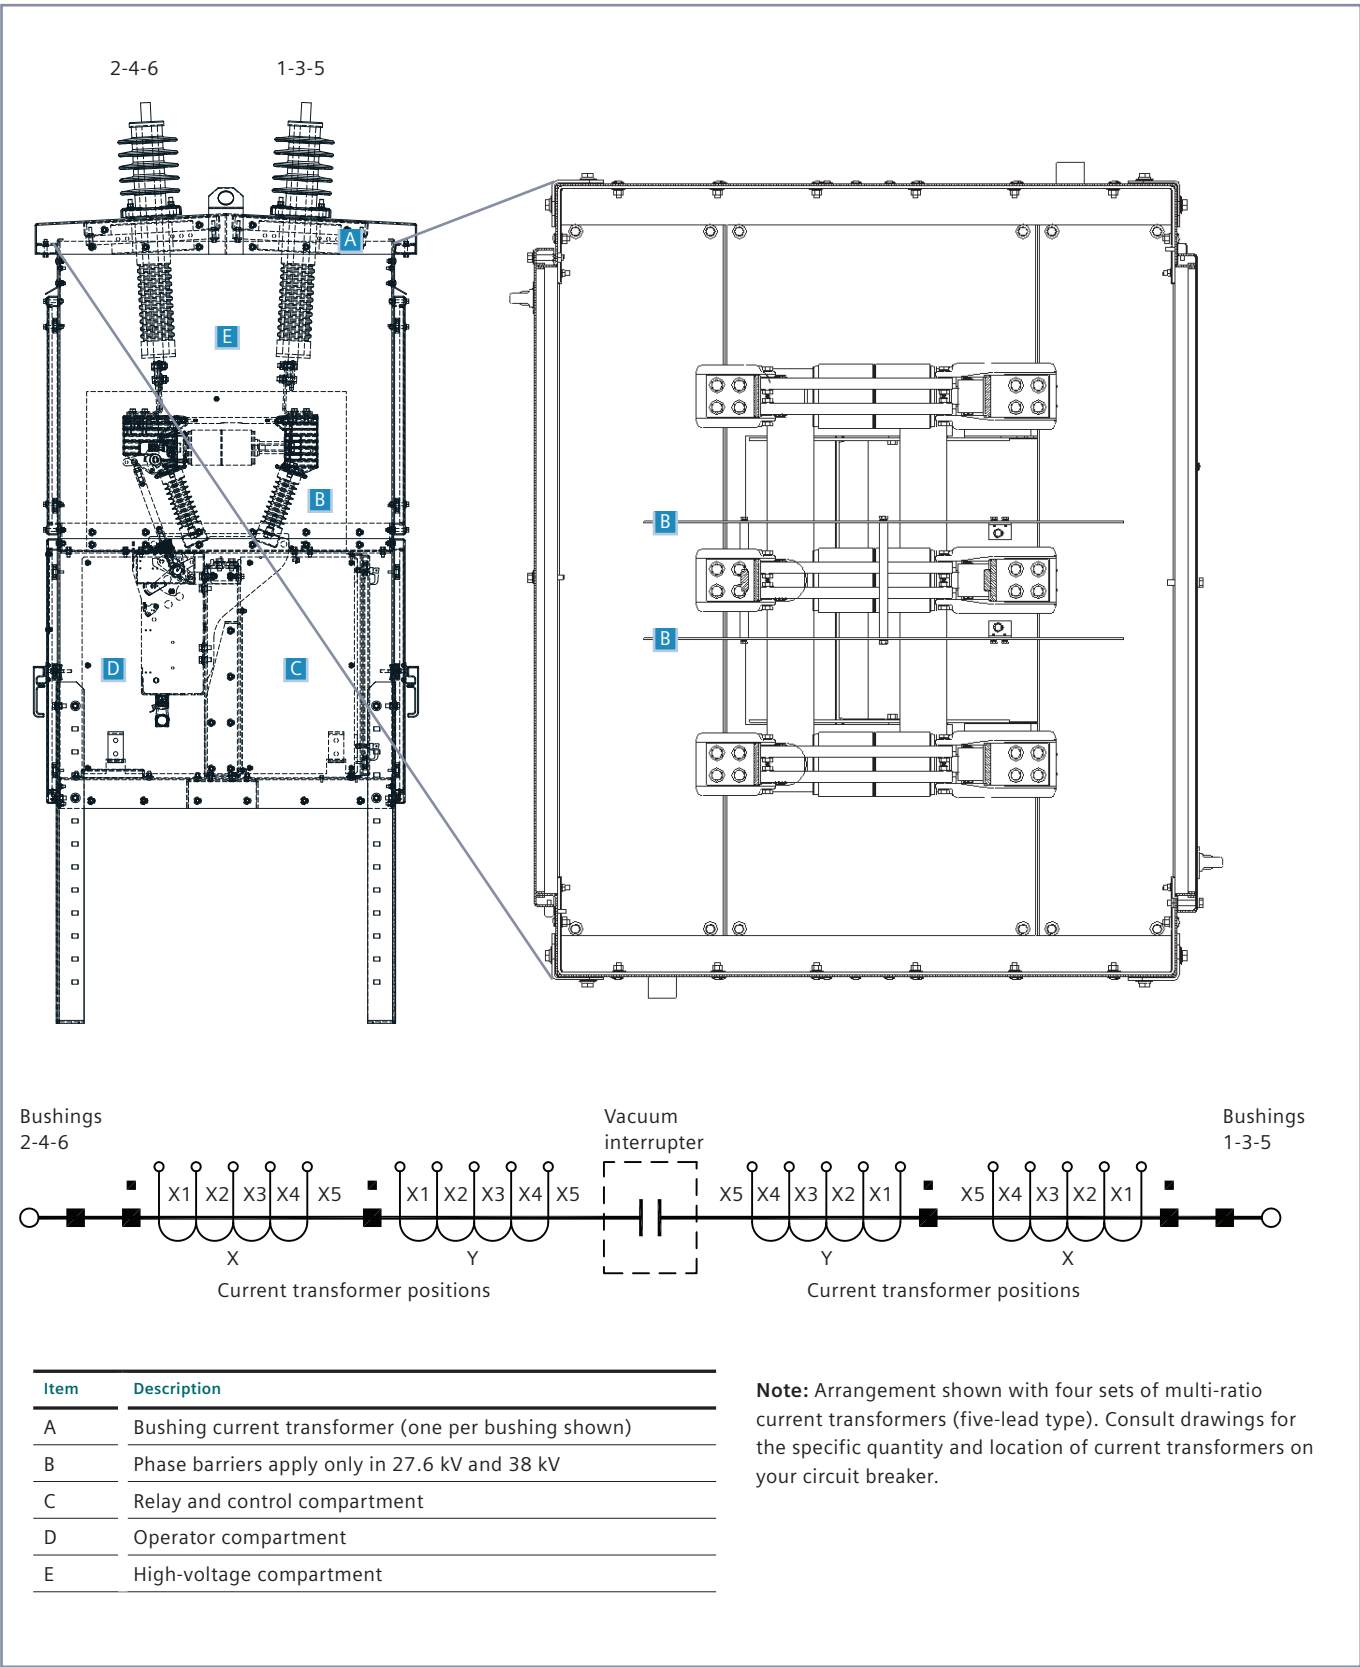 2-4-6 1-3-5
A
E
B
B
B
D C
Bushings
2-4-6
Vacuum
interrupter
Bushings
1-3-5
X1 X2 X3 X4 X5 X1 X2 X3 X4 X5 X5 X4 X3 X2 X1 X5 X4 X3 X2 X1
X Y Y X
Current transformer positions Current transformer positions
Item Description
A Bushing current transformer (one per bushing shown)
B Phase barriers apply only in 27.6 kV and 38 kV
C Relay and control compartment
D Operator compartment
E High-voltage compartment
Note: Arrangement shown with four sets of multi-ratio
current transformers (five-lead type). Consult drawings for
the specific quantity and location of current transformers on
your circuit breaker.